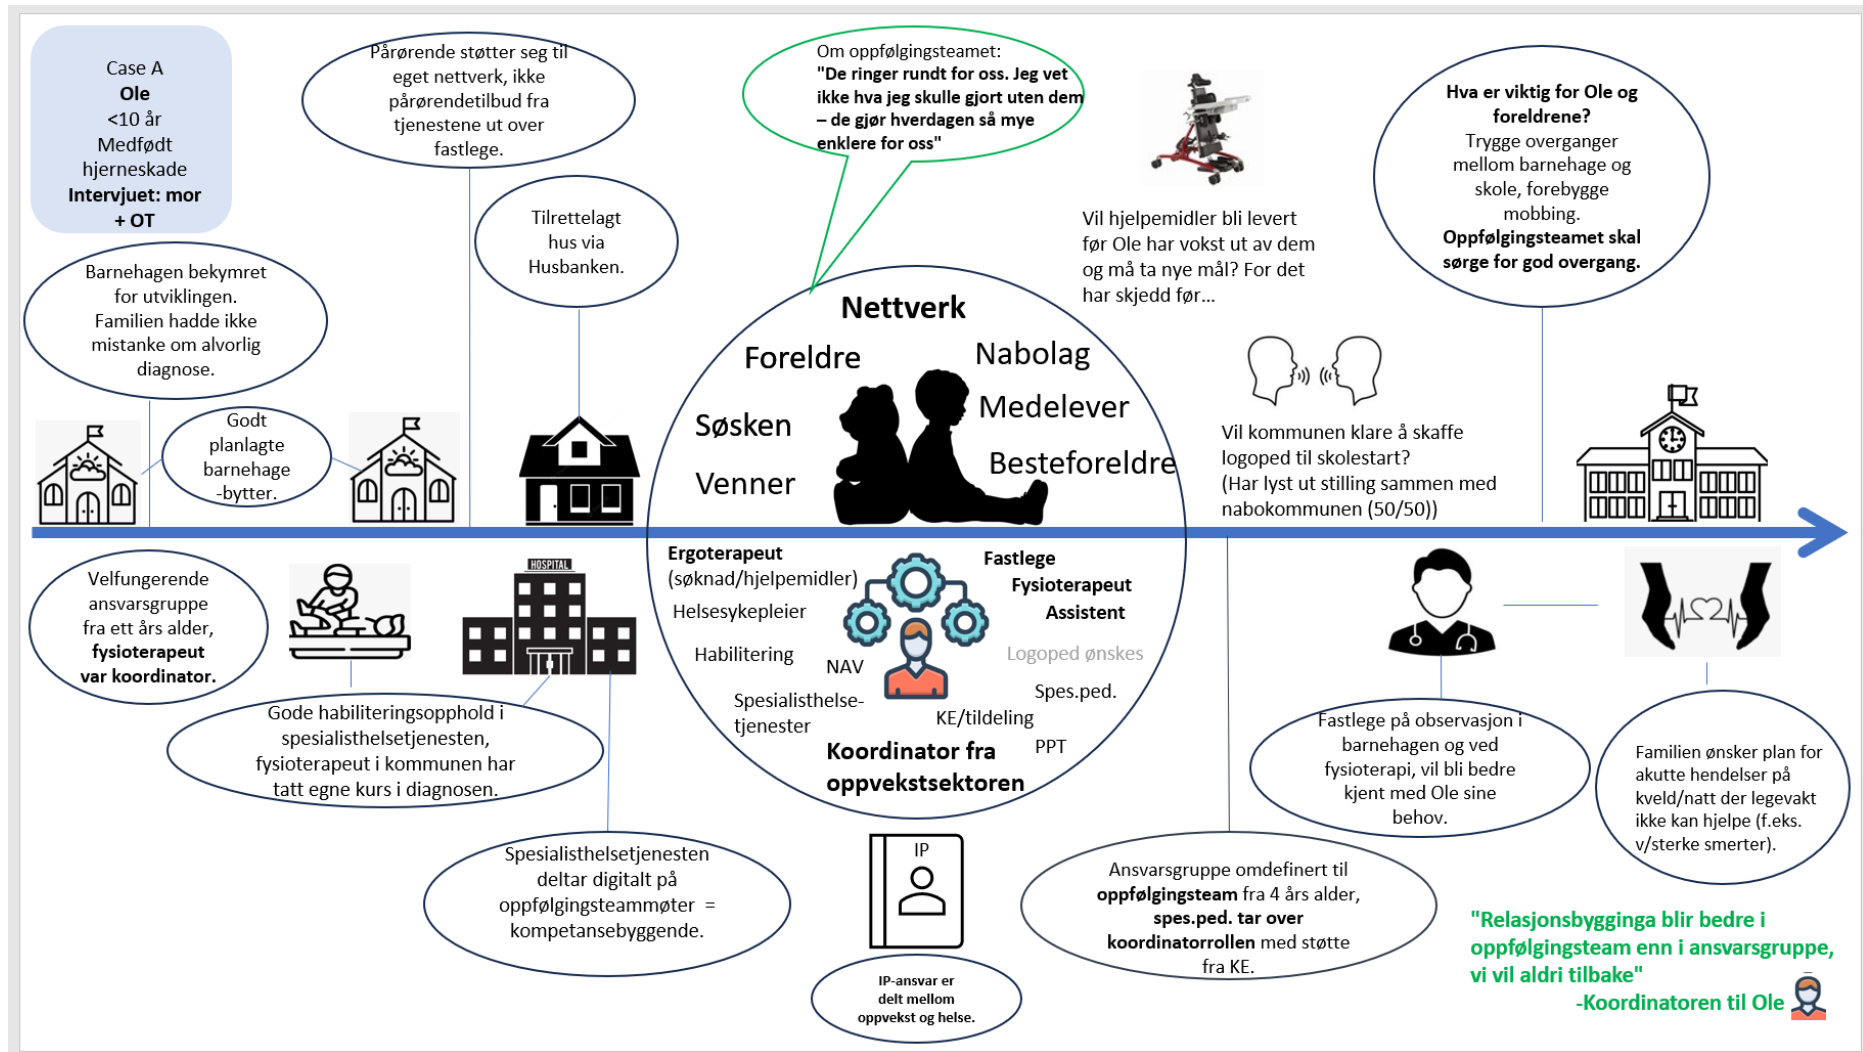 Case A
Ole
<10 år
Medfødt
hjerneskade
Intervjuet: mor
+ OT
Pårørende støtter seg til
eget nettverk, ikke
pårørendetilbud fra
tjenestene ut over
fastlege.
Om oppfølgingsteamet:
"De ringer rundt for oss. Jeg vet
ikke hva jeg skulle gjort uten dem
– de gjør hverdagen så mye
enklere for oss"
Hva er viktig for Ole og
foreldrene?
Trygge overganger
mellom barnehage og
skole, forebygge
mobbing.
Oppfølgingsteamet skal
sørge for god overgang.
Tilrettelagt
hus via
Husbanken.
Vil hjelpemidler bli levert
før Ole har vokst ut av dem
og må ta nye mål? For det
har skjedd før...
Barnehagen bekymret
for utviklingen.
Familien hadde ikke
mistanke om alvorlig
diagnose.
Godt
planlagte
barnehage
-bytter.
Nettverk
Foreldre
Nabolag
Søsken
Medelever
Venner
Besteforeldre
Vil kommunen klare å skaffe
logoped til skolestart?
(Har lyst ut stilling sammen med
nabokommunen (50/50))
Velfungerende
ansvarsgruppe
fra ett års alder,
fysioterapeut
var koordinator.
HOSPITAL
Gode habiliteringsopphold i
spesialisthelsetjenesten,
fysioterapeut i kommunen har
tatt egne kurs i diagnosen.
Spesialisthelsetjenesten
deltar digitalt på
oppfølgingsteammøter =
kompetansebyggende.
Ergoterapeut
(søknad/hjelpemidler)
Helsesykepleier
Habilitering
NAV
Spesialisthelse-
tjenester
Fastlege
Fysioterapeut
Assistent
Logoped ønskes
Spes.ped.
KE/tildeling
PPT
Koordinator fra
oppvekstsektoren
IP
IP-ansvar er
delt mellom
oppvekst og helse.
Ansvarsgruppe omdefinert til
oppfølgingsteam fra 4 års alder,
spes.ped. tar over
koordinatorrollen med støtte
fra KE.
Fastlege på observasjon i
barnehagen og ved
fysioterapi, vil bli bedre
kjent med Ole sine
behov.
Familien ønsker plan for
akutte hendelser på
kveld/natt der legevakt
ikke kan hjelpe (f.eks.
v/sterke smerter).
"Relasjonsbygginga blir bedre i
oppfølgingsteam enn i ansvarsgruppe,
vi vil aldri tilbake"
-Koordinatoren til Ole